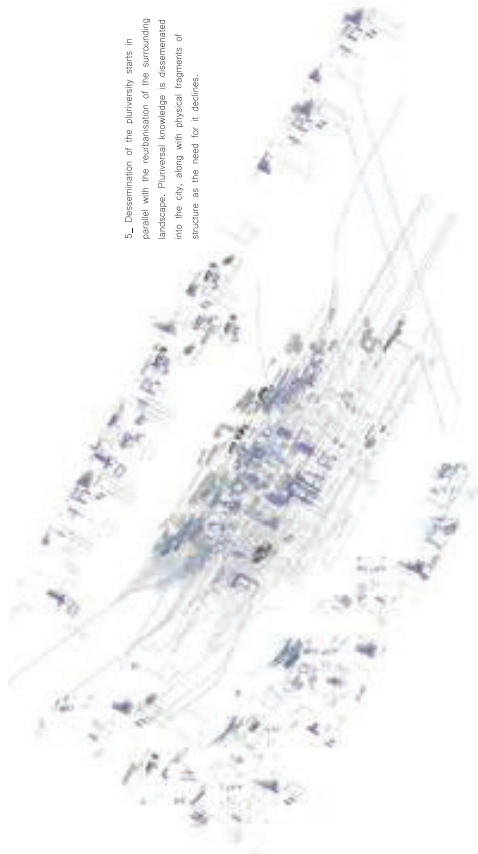 5_ Dessemination of the pluriversity starts in
parallel with the reurbanisation of the surrounding
landscape. Pluriversal knowledge is dissemenated
into the city, along with physical fragments of
structure as the need for it declines.